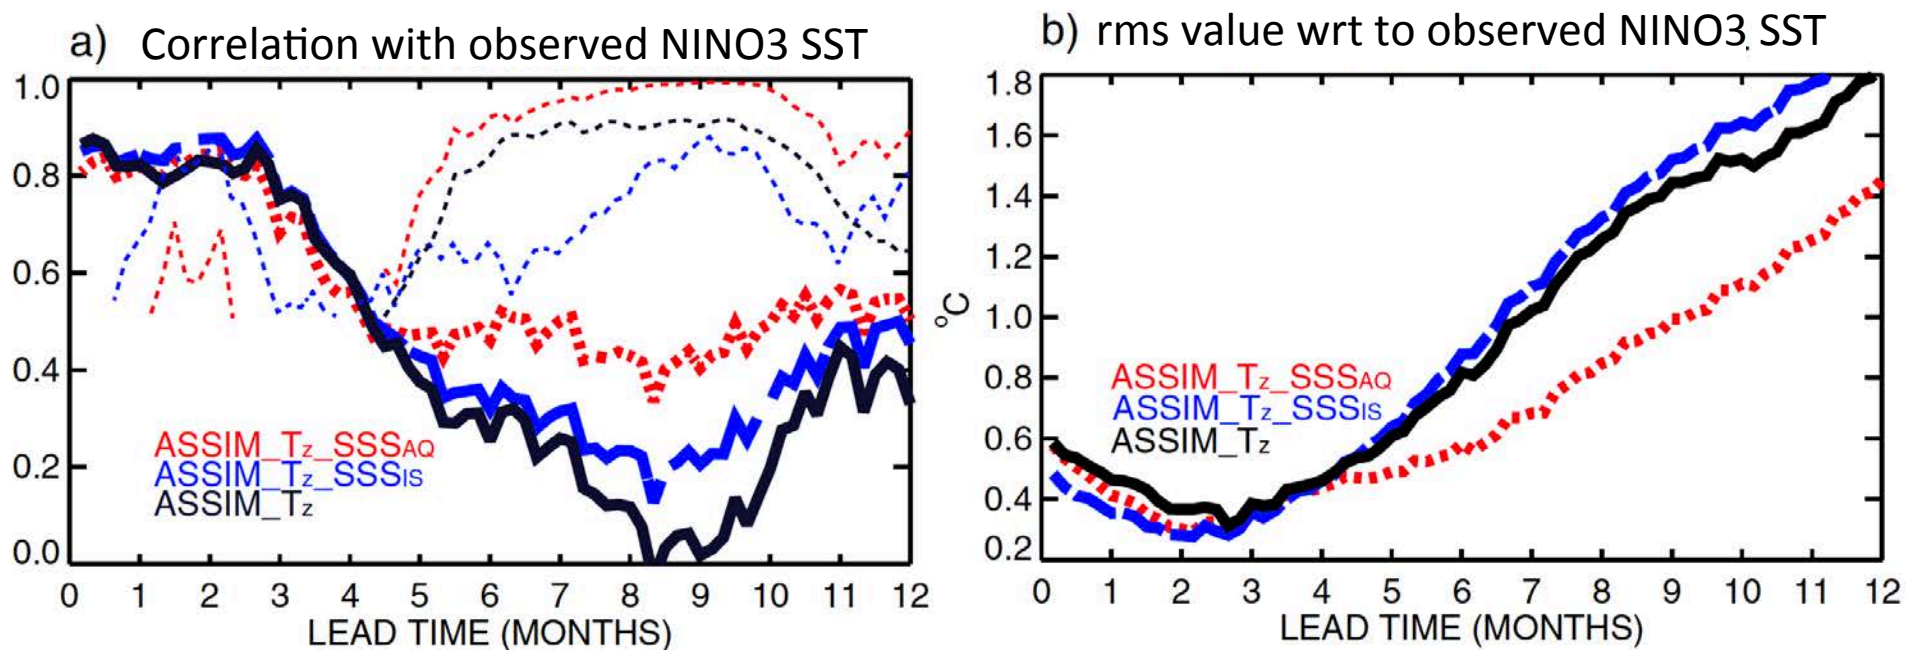 a) Correlation with observed NINO3 SST
1.0
0.8
0.6
0.4
0.2
0.0
ASSIM_Tz_SSSAQ
ASSIM_Tz_SSSIS
ASSIM_Tz
0 1 2 3 4 5 6 7 8 9 10 11 12
LEAD TIME (MONTHS)
b) rms value wrt to observed NINO3 SST
°C
1.8
1.6
1.4
1.2
1.0
0.8
0.6
0.4
0.2
ASSIM_Tz_SSSAQ
ASSIM_Tz_SSSIS
ASSIM_Tz
0 1 2 3 4 5 6 7 8 9 10 11 12
LEAD TIME (MONTHS)